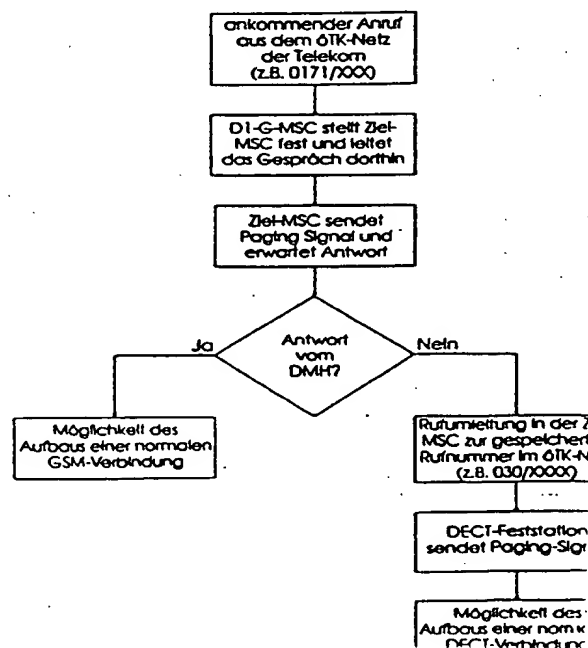 ankommender Anruf
aus dem öTK-Netz
der Telekom
(z.B. 0171/XXX)
D1-G-MSC stellt Ziel-
MSC fest und leitet
das Gespräch dorthin
Ziel-MSC sendet
Paging Signal und
erwartet Antwort
Ja
Antwort
vom
DMH?
Nein
Möglichkeit des
Aufbaus einer normalen
GSM-Verbindung
Rufumleitung in der Z
MSC zur gespeichert
Rufnummer im öTK-N
(z.B. 030/XXXX)
DECT-Feststation
sendet Paging-Sign
Möglichkeit des
Aufbaus einer norm
DECT-Verbindung